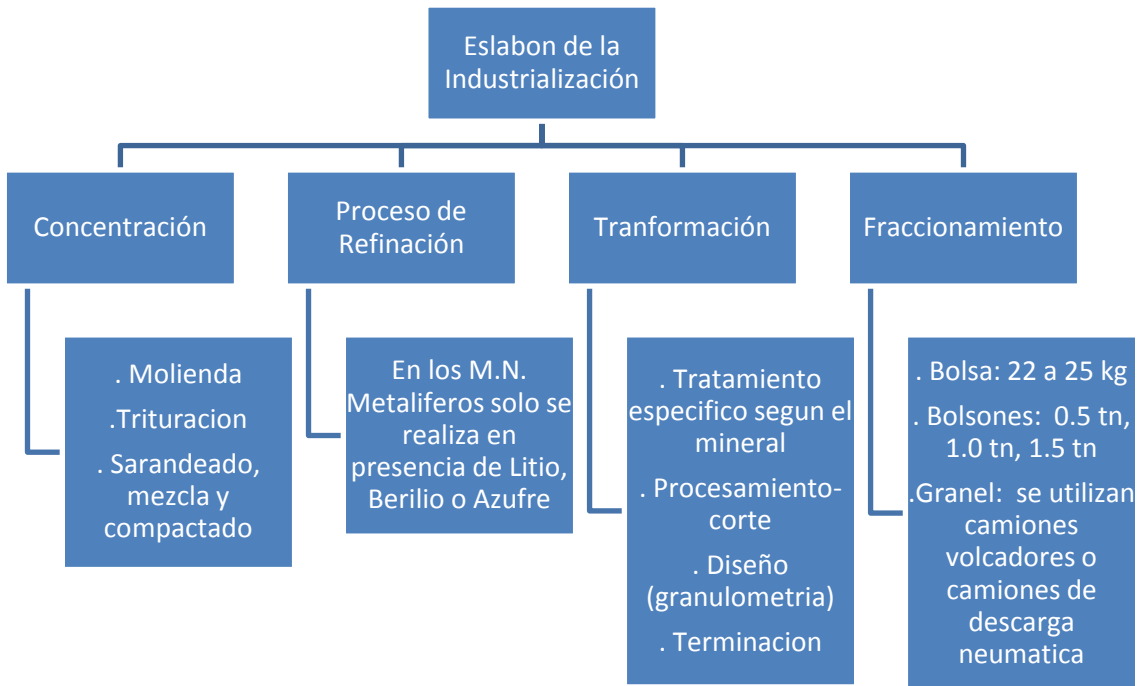 Eslabon de la
Industrialización
Concentración
Proceso de
Refinación
Tranformación
Fraccionamiento
. Molienda
.Trituracion
. Sarandeado,
mezcla y
compactado
En los M.N.
Metaliferos solo se
realiza en
presencia de Litio,
Berilio o Azufre
. Tratamiento
especifico segun el
mineral
. Procesamiento-
corte
. Diseño
(granulometria)
. Terminacion
. Bolsa: 22 a 25 kg
. Bolsones: 0.5 tn,
1.0 tn, 1.5 tn
.Granel: se utilizan
camiones
volcadores o
camiones de
descarga
neumatica